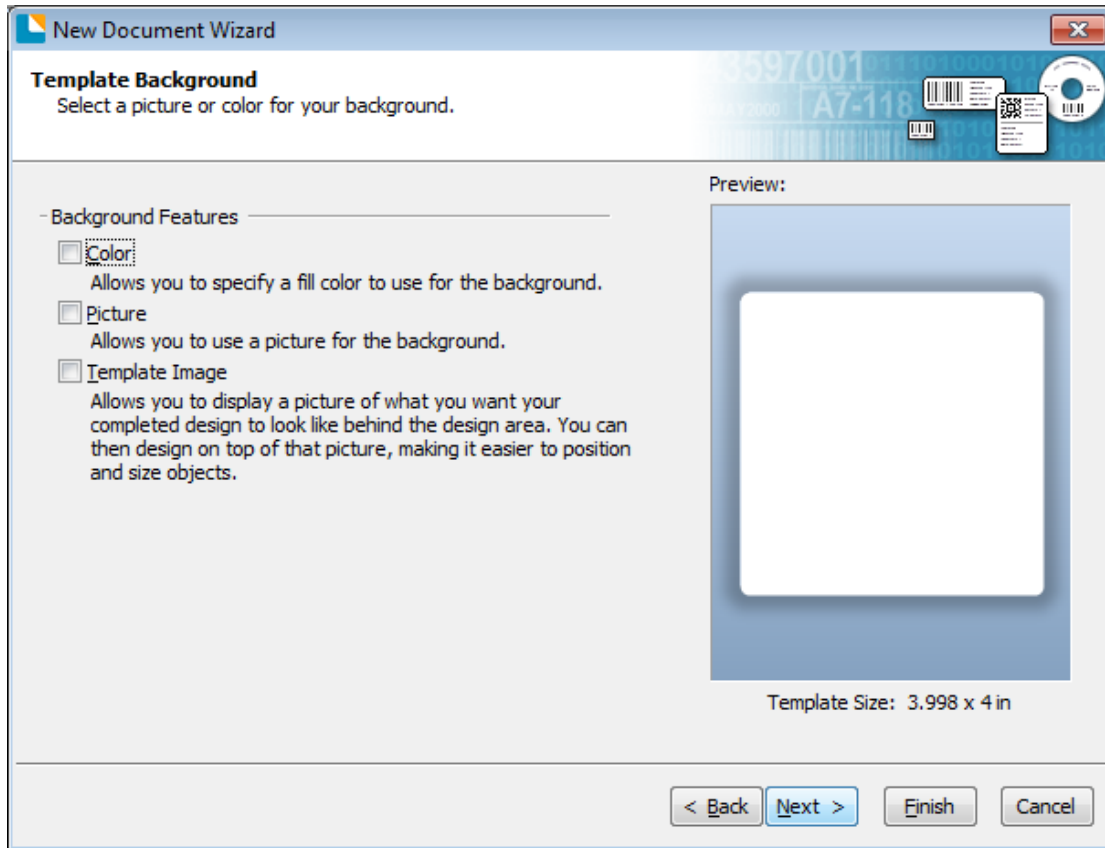 New Document Wizard
Template Background
Select a picture or color for your background.
43597001
A7-118
Preview:
Background Features
Color
Allows you to specify a fill color to use for the background.
Picture
Allows you to use a picture for the background.
Template Image
Allows you to display a picture of what you want your
completed design to look like behind the design area. You can
then design on top of that picture, making it easier to position
and size objects.
Template Size: 3.998 x 4 in
< Back
Next >
Finish
Cancel